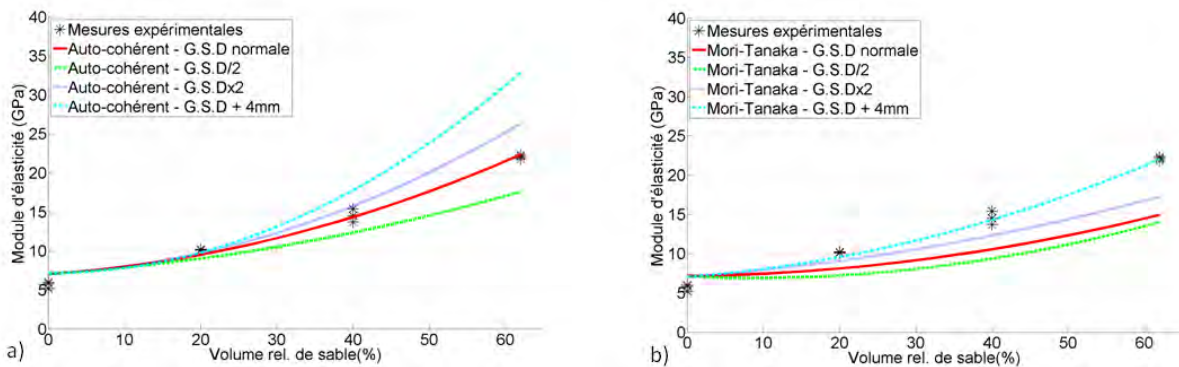 40
35
30
25
20
15
10
5
0
Module d'élasticité (GPa)
Mesures expérimentales
Auto-cohérent - G.S.D normale
Auto-cohérent - G.S.D/2
Auto-cohérent - G.S.Dx2
Auto-cohérent - G.S.D + 4mm
0 10 20 30 40 50 60
Volume rel. de sable(%)
a)
40
35
30
25
20
15
10
5
0
Module d'élasticité (GPa)
Mesures expérimentales
Mori-Tanaka - G.S.D normale
Mori-Tanaka - G.S.D/2
Mori-Tanaka - G.S.Dx2
Mori-Tanaka - G.S.D + 4mm
0 10 20 30 40 50 60
Volume rel. de sable(%)
b)